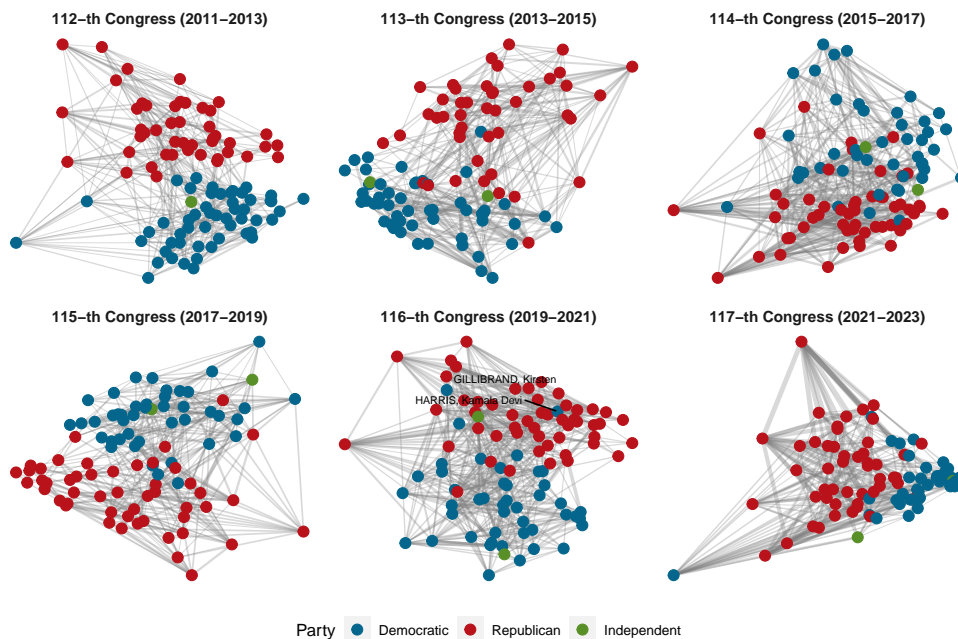 112−th Congress (2011−2013)
113−th Congress (2013−2015)
114−th Congress (2015−2017)
115−th Congress (2017−2019)
116−th Congress (2019−2021)
117−th Congress (2021−2023)
GILLIBRAND, Kirsten
HARRIS, Kamala Devi
Party Democratic Republican Independent